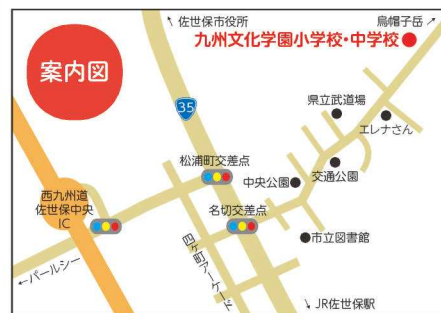 案内図
佐世保市役所
烏帽子岳
九州文化学園小学校・中学校
35
県立武道場
エレナさん
松浦町交差点
中央公園
交通公園
西九州道
佐世保中央
IC
名切交差点
市立図書館
四ヶ町アーケード
パールシー
JR佐世保駅